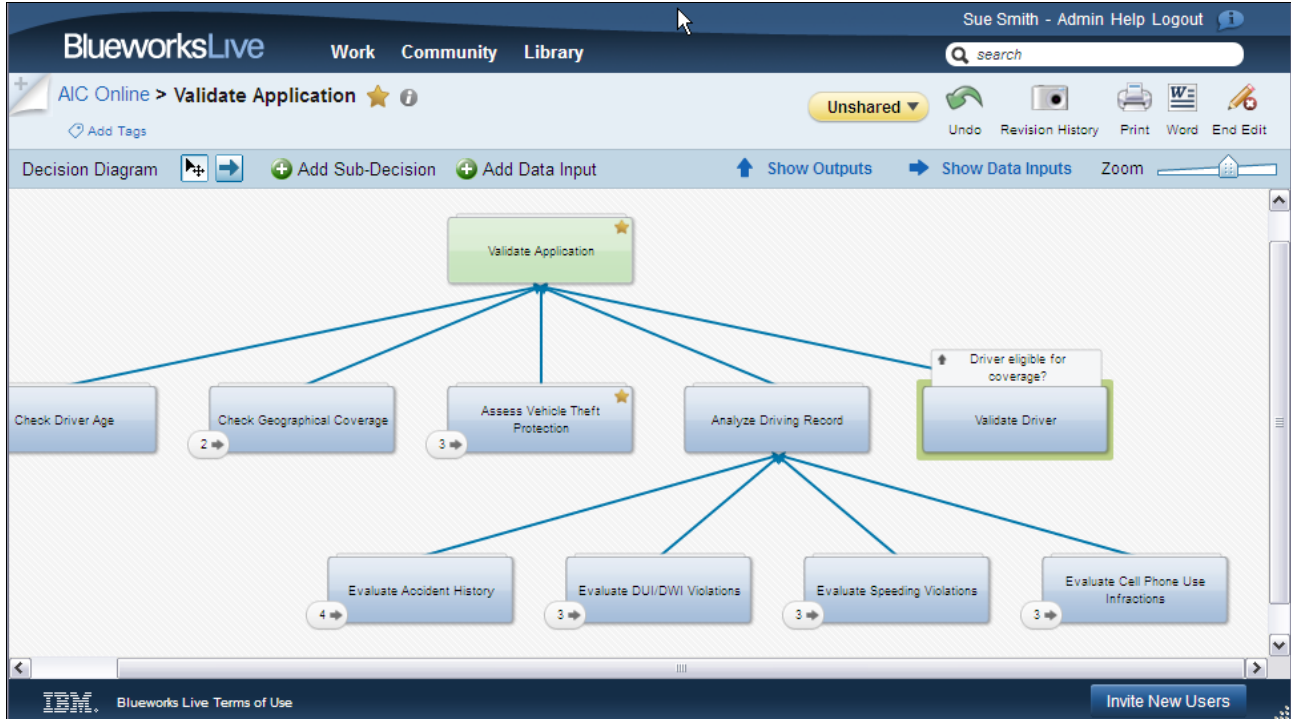 Sue Smith - Admin Help Logout
BlueworksLive
Work Community Library
search
AIC Online > Validate Application
Unshared
Add Tags
Undo Revision History Print Word End Edit
Decision Diagram Add Sub-Decision Add Data Input Show Outputs Show Data Inputs Zoom
Validate Application
Driver eligible for
coverage?
Check Driver Age
Check Geographical Coverage
2
Assess Vehicle Theft
Protection
3
Analyze Driving Record
Validate Driver
Evaluate Accident History
4
Evaluate DUI/DWI Violations
3
Evaluate Speeding Violations
3
Evaluate Cell Phone Use
Infractions
3
IBM. Blueworks Live Terms of Use
Invite New Users